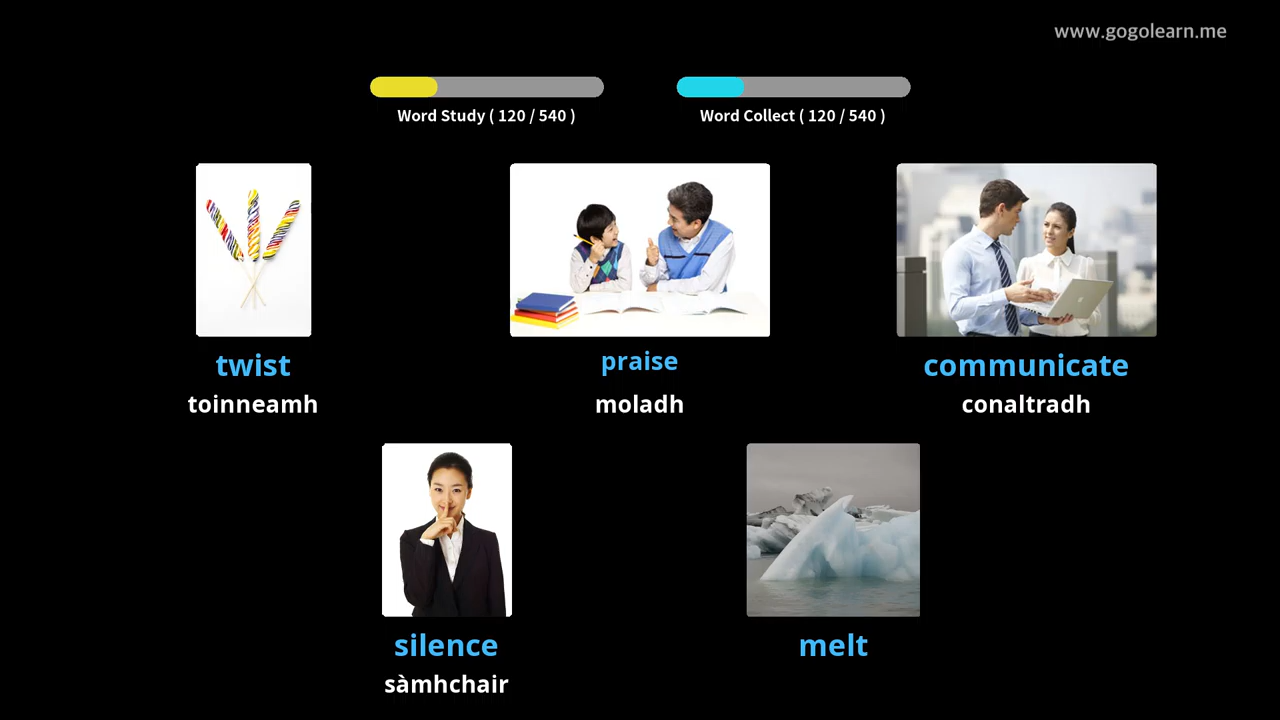 www.gogolearn.me
Word Study ( 120 / 540 )
Word Collect ( 120 / 540 )
twist
praise
communicate
toinneamh
moladh
conaltradh
silence
melt
sàmhchair